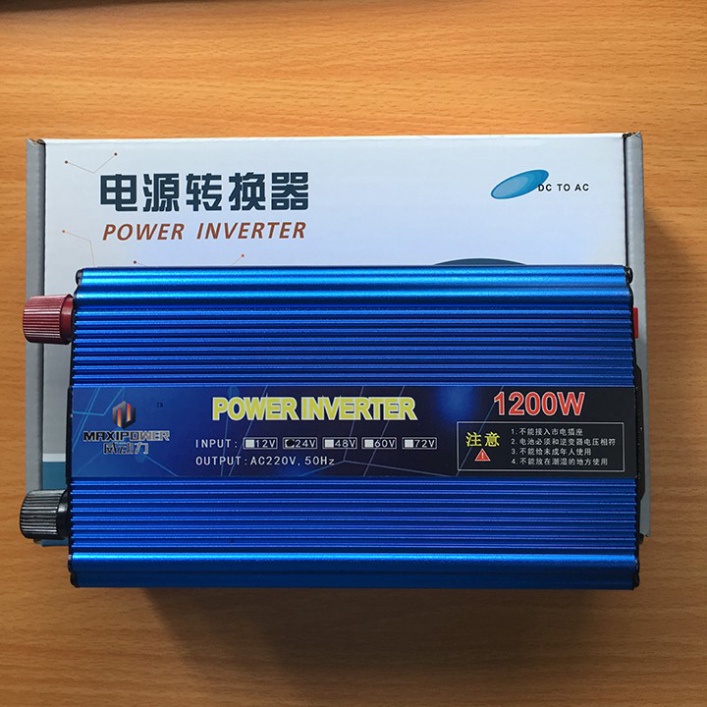 电源转换器
POWER INVERTER
DC TO AC
POWER INVERTER
1200W
MAXIPOWER
INPUT: 12V 24V 48V 60V 72V
OUTPUT: AC220V, 50Hz
注意
1.不能接入市电插座
2.电池必须和逆变器电压相符
3.不能给未成年人使用
4.不能放在潮湿的地方使用